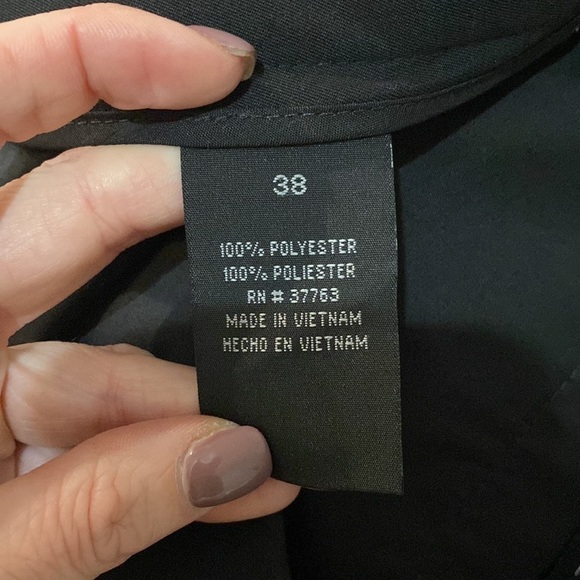 38
100% POLYESTER
100% POLIESTER
RN # 37763
MADE IN VIETNAM
HECHO EN VIETNAM